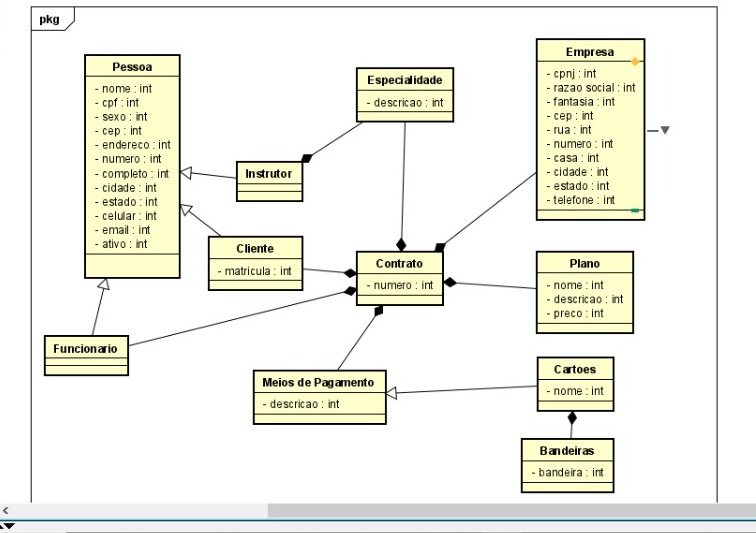 pkg
Pessoa
- nome : int
- cpf : int
- sexo : int
- cep : int
- endereco : int
- numero : int
- completo : int
- cidade : int
- estado : int
- celular : int
- email : int
- ativo : int
Especialidade
- descricao : int
Empresa
- cpnj : int
- razao social : int
- fantasia : int
- cep : int
- rua : int
- numero : int
- casa : int
- cidade : int
- estado : int
- telefone : int
Instrutor
Cliente
- matricula : int
Contrato
- numero : int
Plano
- nome : int
- descricao : int
- preco : int
Funcionario
Meios de Pagamento
- descricao : int
Cartoes
- nome : int
Bandeiras
- bandeira : int